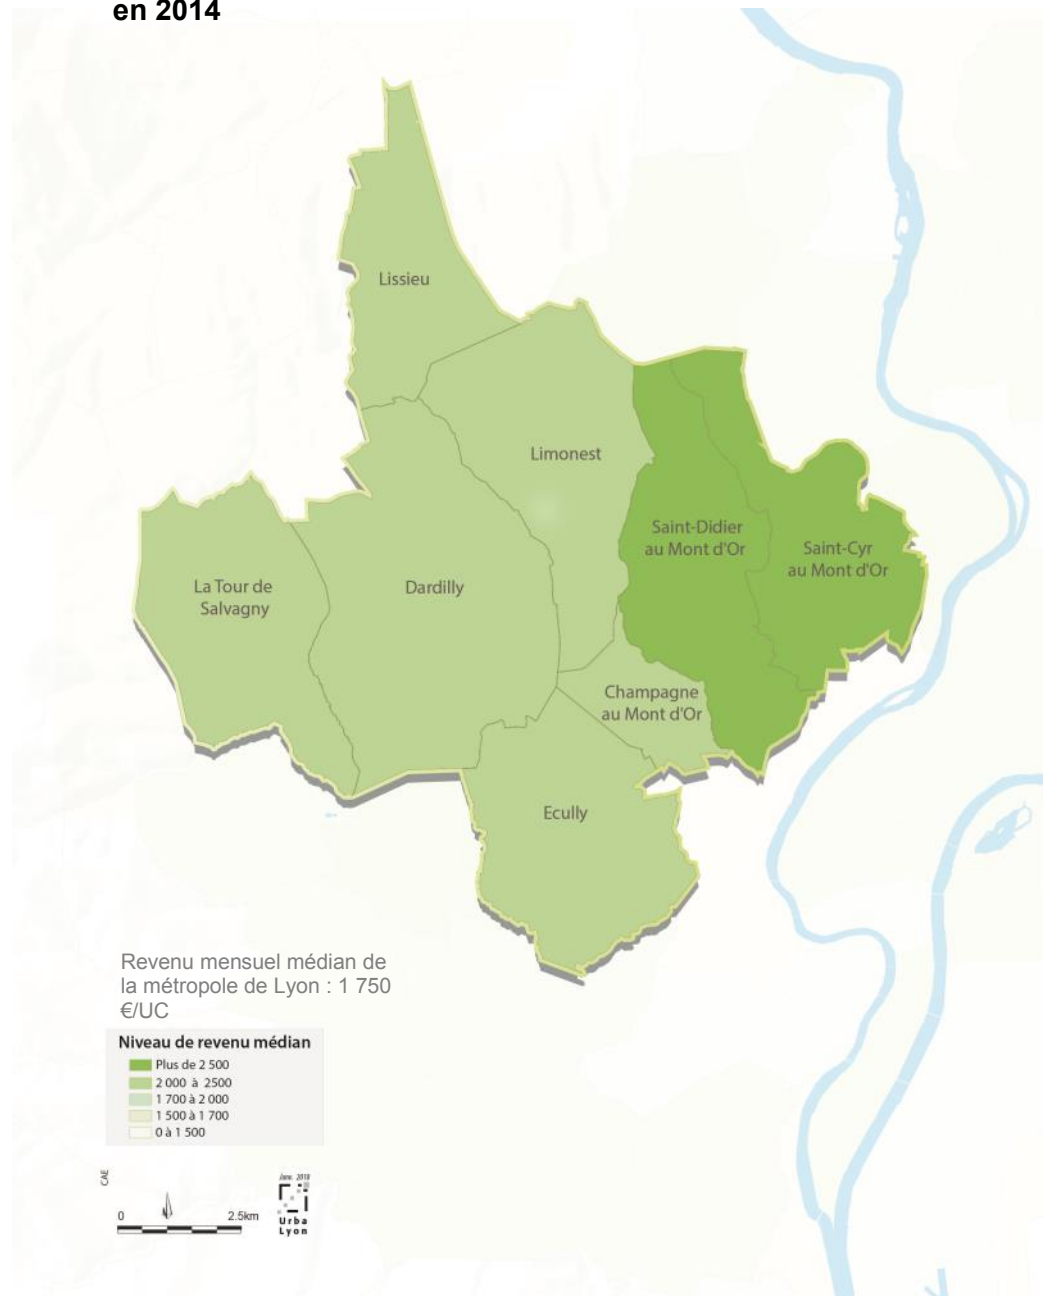 en 2014
Lissieu
Limonest
Saint-Didier
au Mont d'Or
Saint-Cyr
au Mont d'Or
La Tour de
Salvagny
Dardilly
Champagne
au Mont d'Or
Ecully
Revenu mensuel médian de
la métropole de Lyon : 1 750
€/UC
Niveau de revenu médian
Plus de 2 500
2 000 à 2500
1 700 à 2 000
1 500 à 1 700
0 à 1 500
CAE
0 2.5km
Janv. 2018
Urba
Lyon